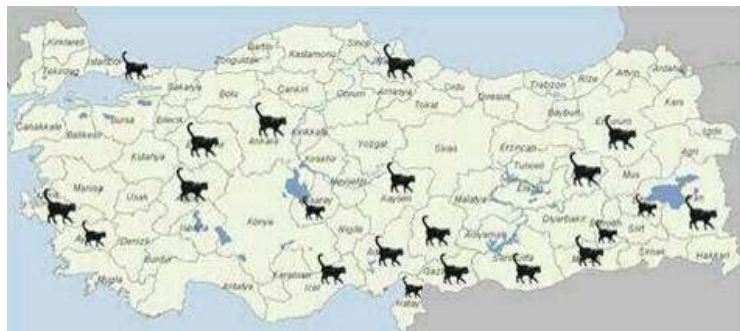 Kırklareli
Tekirdağ
İstanbul
Sakarya
Zonguldak
Bartın
Kastamonu
Sinop
Çankırı
Bolu
Çorum
Amasya
Tokat
Ordu
Giresun
Trabzon
Rize
Artvin
Ardahan
Kars
Bayburt
Erzurum
Iğdır
Ağrı
Çanakkale
Balıkesir
Bursa
Bilecik
Kütahya
Ankara
Kırıkkale
Yozgat
Sivas
Erzincan
Tunceli
Elazığ
Muş
Manisa
Uşak
Konya
Aksaray
Nevşehir
Kırşehir
Kayseri
Malatya
Adıyaman
Diyarbakır
Siirt
Denizli
Burdur
Isparta
Niğde
Muğla
Antalya
Karaman
İçel
Hatay
Şanlıurfa
Şırnak
Hakkari